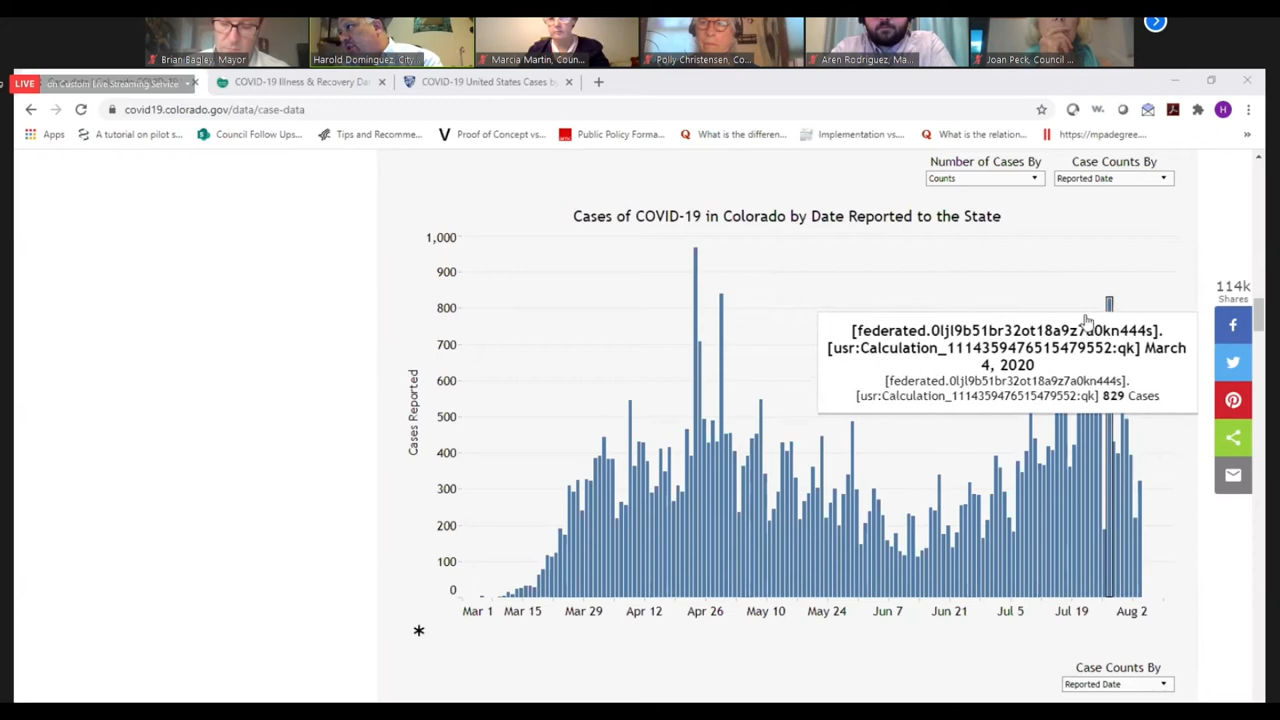 Brian Bagley, Mayor
Harold Dominguez, City ...
Marcia Martin, Coun...
Polly Christensen, Co...
Aren Rodriguez, Ma...
Joan Peck, Council ...
LIVE
on Custom Live Streaming Service
COVID-19 Illness & Recovery Da
COVID-19 United States Cases b
covid19.colorado.gov/data/case-data
H
Apps
A tutorial on pilot s...
Council Follow Ups...
Tips and Recomme...
Proof of Concept vs...
Public Policy Forma...
What is the differen...
Implementation vs....
What is the relation...
https://mpadegree....
Number of Cases By
Case Counts By
Counts
Reported Date
Cases of COVID-19 in Colorado by Date Reported to the State
1,000
900
800
700
600
500
400
300
200
100
0
Cases Reported
[federated.0ljl9b51br32ot18a9z7a0kn444s].
[usr:Calculation_1114359476515479552:qk] March
4, 2020
[federated.0ljl9b51br32ot18a9z7a0kn444s].
[usr:Calculation_1114359476515479552:qk] 829 Cases
Mar 1
Mar 15
Mar 29
Apr 12
Apr 26
May 10
May 24
Jun 7
Jun 21
Jul 5
Jul 19
Aug 2
*
114k
Shares
Case Counts By
Reported Date